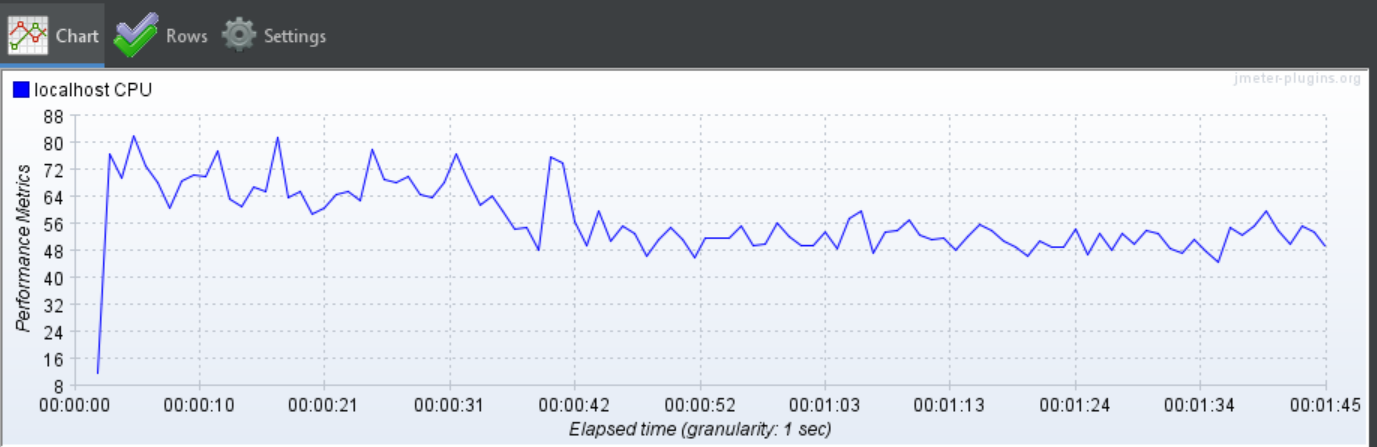 Chart Rows Settings
jmeter-plugins.org
localhost CPU
88
80
72
64
56
48
40
32
24
16
8
Performance Metrics
00:00:00 00:00:10 00:00:21 00:00:31 00:00:42 00:00:52 00:01:03 00:01:13 00:01:24 00:01:34 00:01:45
Elapsed time (granularity: 1 sec)